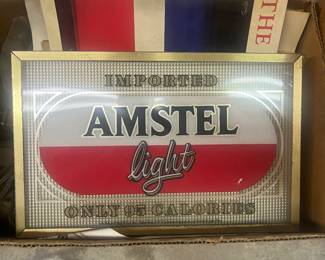 THE
IMPORTED
AMSTEL
light
ONLY 95 CALORIES